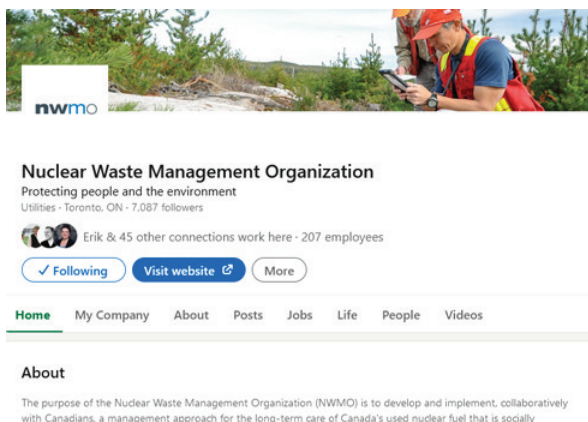 nwmo
Nuclear Waste Management Organization
Protecting people and the environment
Utilities · Toronto, ON · 7,087 followers
Erik & 45 other connections work here · 207 employees
✓ Following Visit website More
Home My Company About Posts Jobs Life People Videos
About
The purpose of the Nuclear Waste Management Organization (NWMO) is to develop and implement, collaboratively
with Canadians, a management approach for the long-term care of Canada's used nuclear fuel that is socially